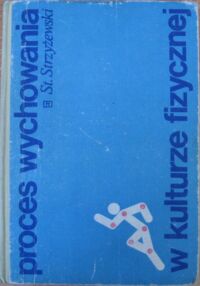 proces wychowania
St. Strzyżewski
w kulturze fizycznej